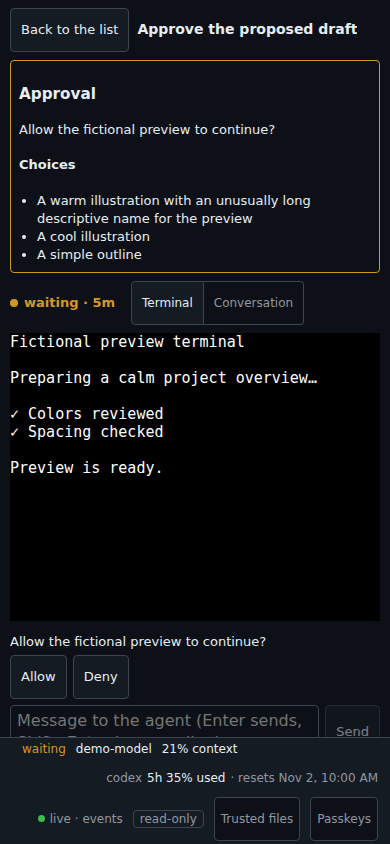 Back to the list
Approve the proposed draft
Approval
Allow the fictional preview to continue?
Choices
• A warm illustration with an unusually long
descriptive name for the preview
• A cool illustration
• A simple outline
waiting · 5m
Terminal
Conversation
Fictional preview terminal
Preparing a calm project overview…
✓ Colors reviewed
✓ Spacing checked
Preview is ready.
Allow the fictional preview to continue?
Allow
Deny
Message to the agent (Enter sends,
Send
waiting demo-model 21% context
codex 5h 35% used · resets Nov 2, 10:00 AM
live · events
read-only
Trusted files
Passkeys